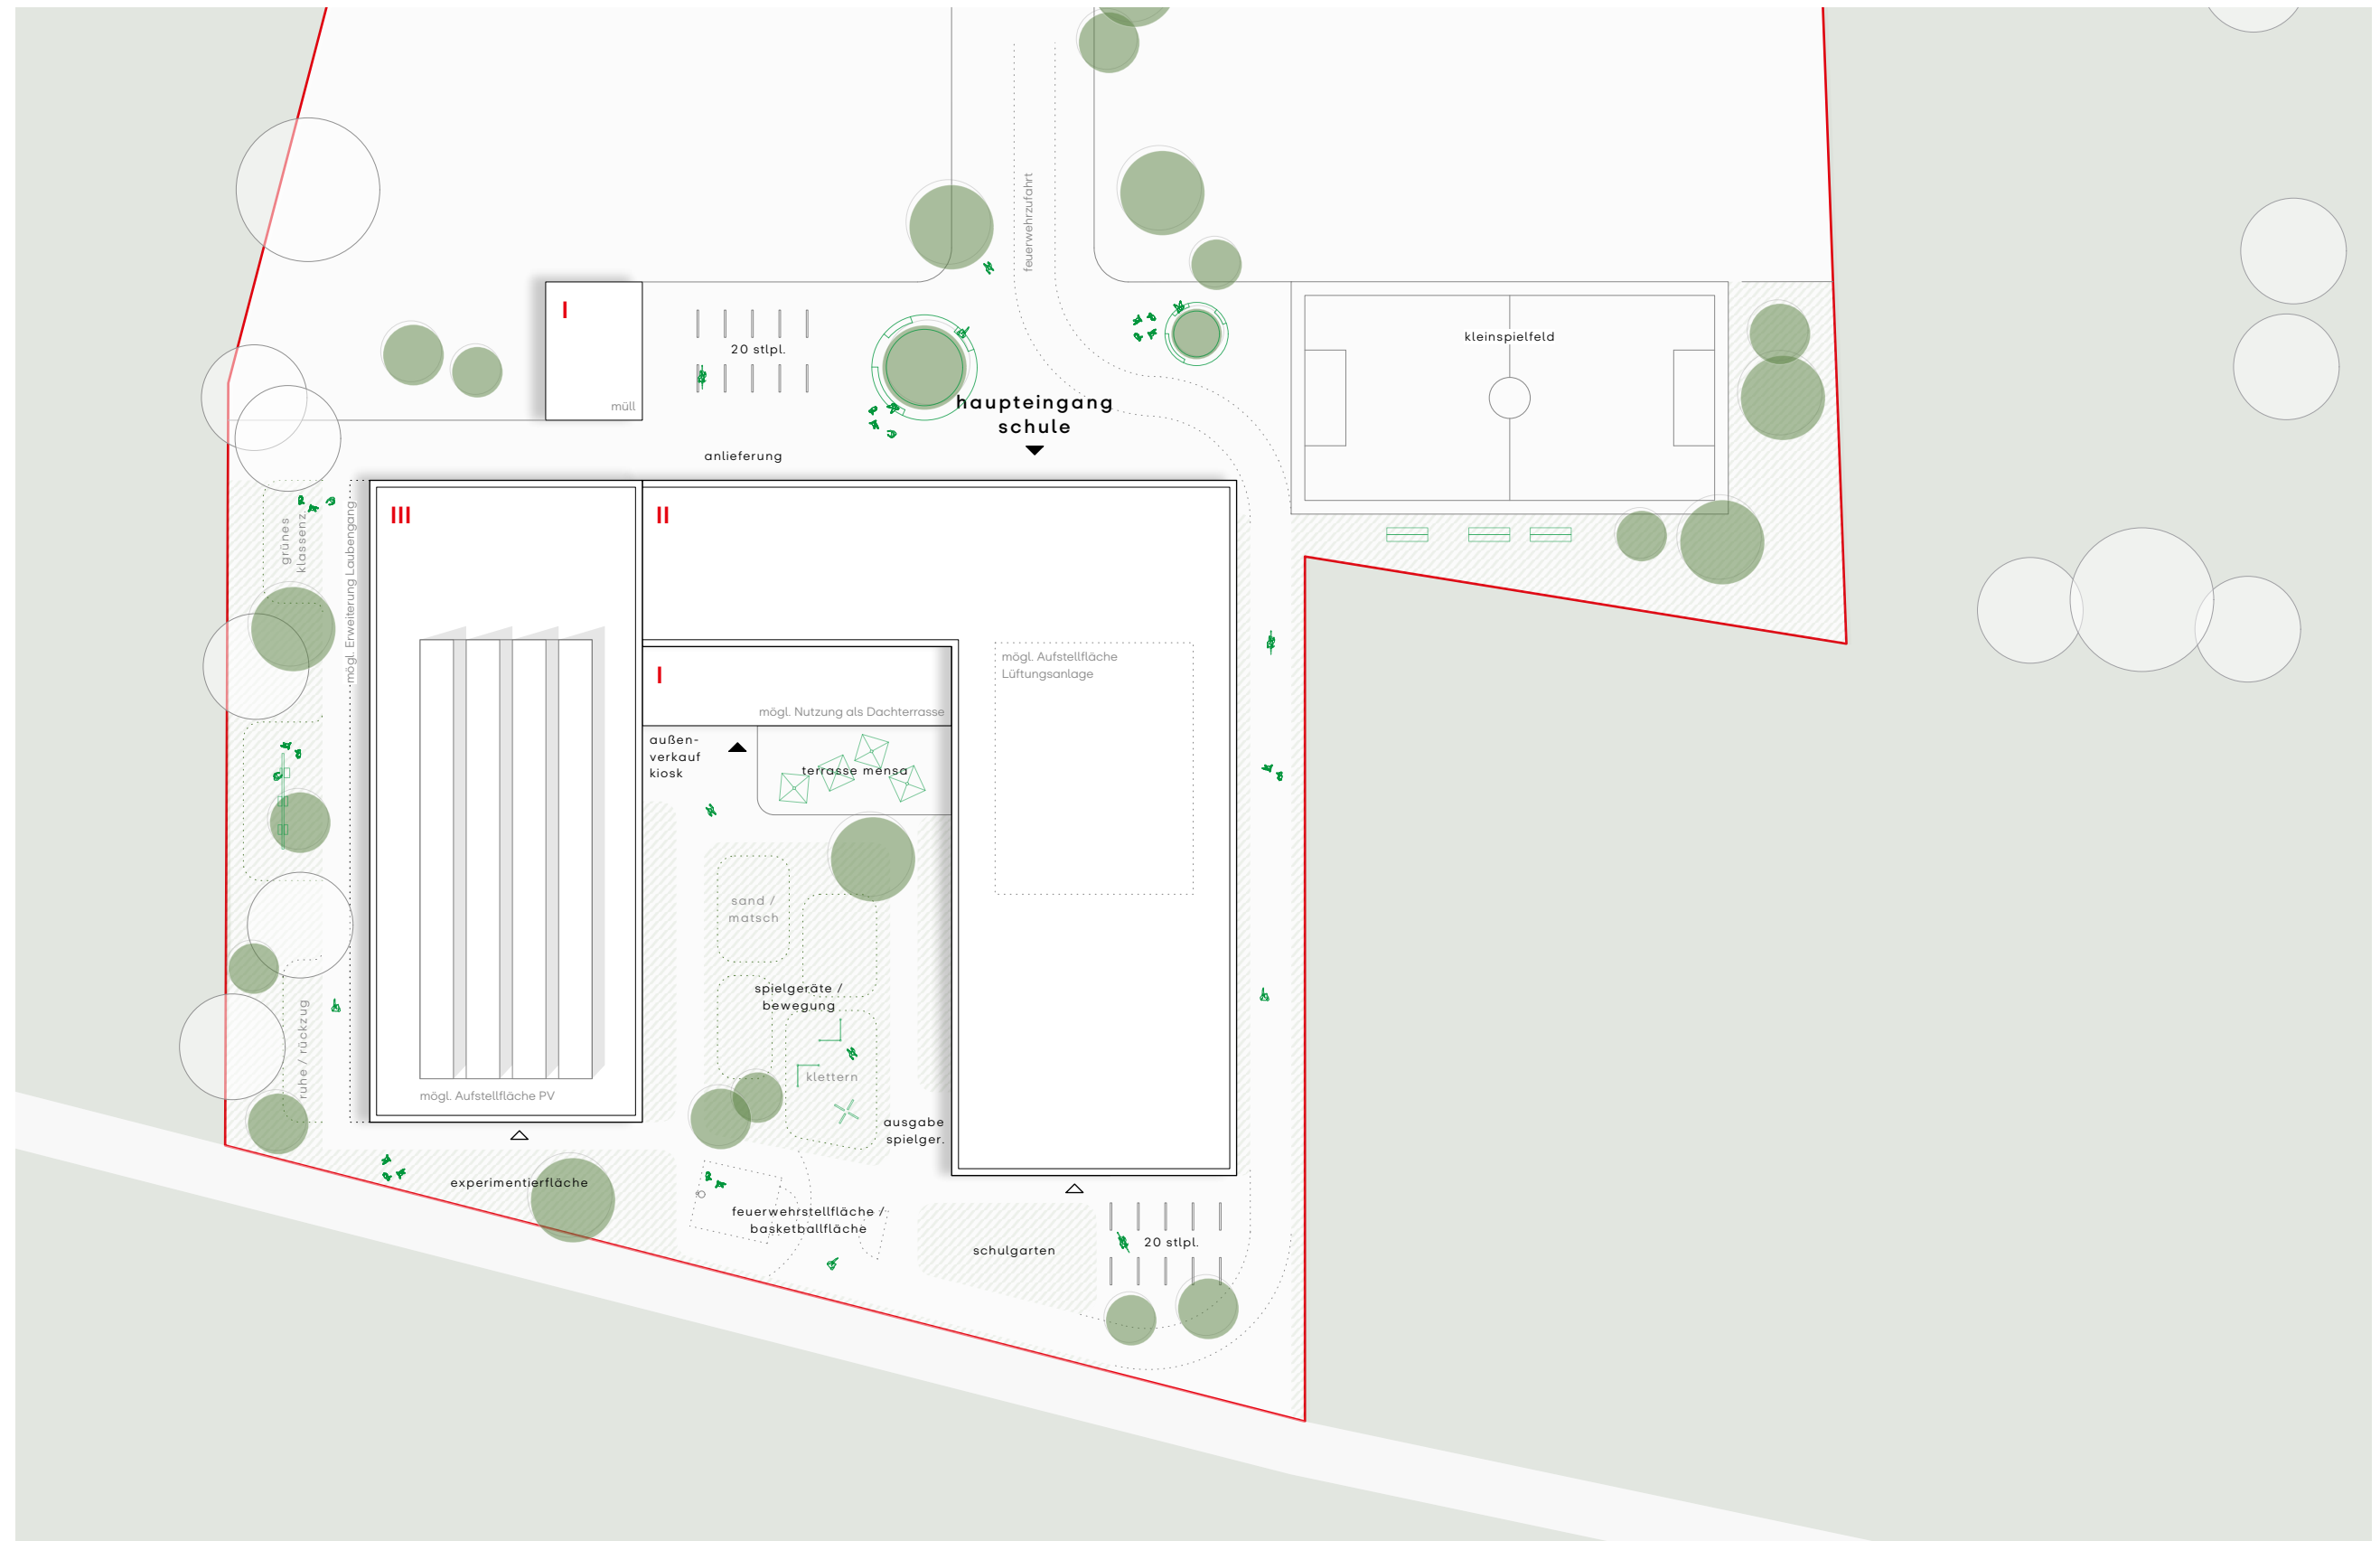 feuerwehrzufahrt
I
20 stlpl.
müll
kleinspielfeld
haupteingang
schule
anlieferung
grünes
klassenz.
mögl. Erweiterung Laubengang
III
II
mögl. Aufstellfläche
Lüftungsanlage
I
mögl. Nutzung als Dachterrasse
außen-
verkauf
kiosk
terrasse mensa
sand /
matsch
spielgeräte /
bewegung
ruhe / rückzug
klettern
mögl. Aufstellfläche PV
ausgabe
spielger.
experimentierfläche
feuerwehrstellfläche /
basketballfläche
schulgarten
20 stlpl.